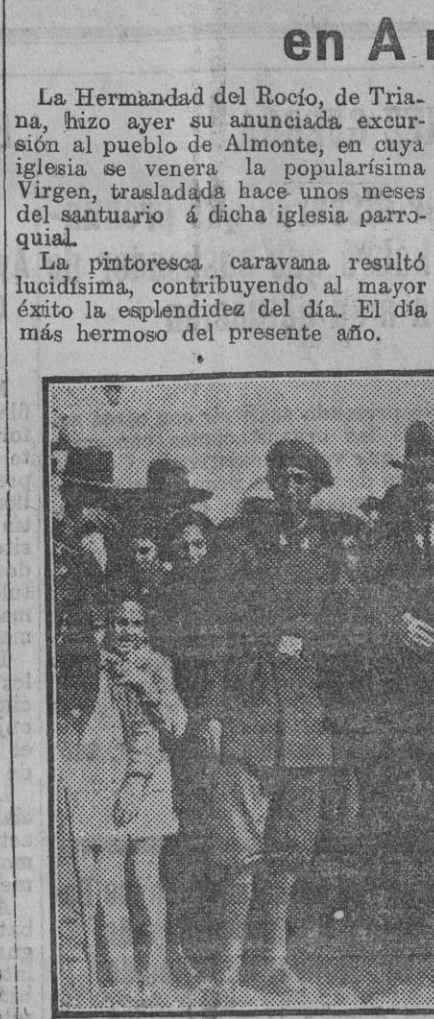 en A
La Hermandad del Rocío, de Tria-
na, hizo ayer su anunciada excur-
sión al pueblo de Almonte, en cuya
iglesia se venera la popularísima
Virgen, trasladada hace unos meses
del santuario á dicha iglesia parro-
quial.
La pintoresca caravana resultó
lucidísima, contribuyendo al mayor
éxito la esplendidez del día. El día
más hermoso del presente año.